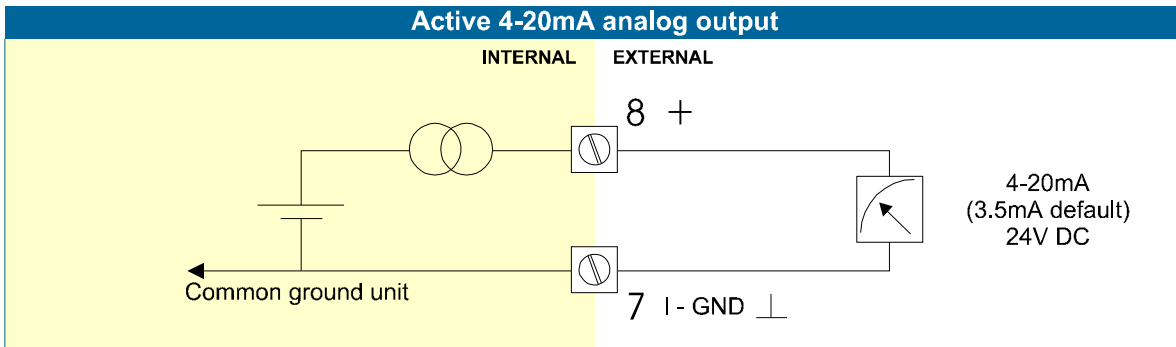 Active 4-20mA analog output
INTERNAL EXTERNAL
8 +
4-20mA
(3.5mA default)
24V DC
Common ground unit
7 I - GND